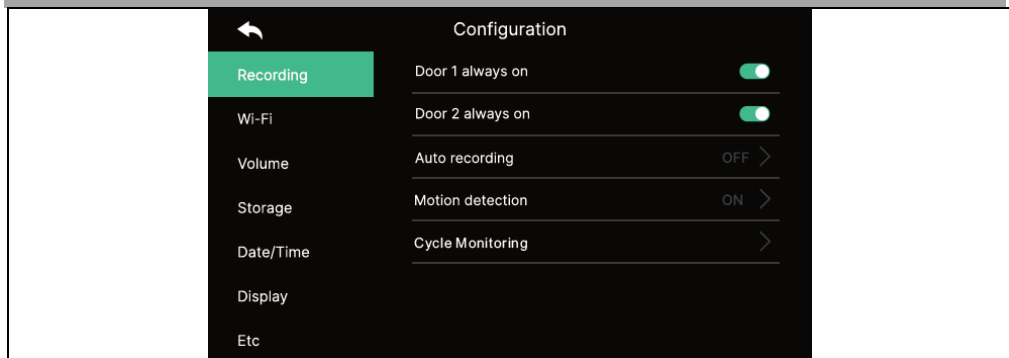 Configuration
Recording
Wi-Fi
Volume
Storage
Date/Time
Display
Etc
Door 1 always on
Door 2 always on
Auto recording OFF
Motion detection ON
Cycle Monitoring